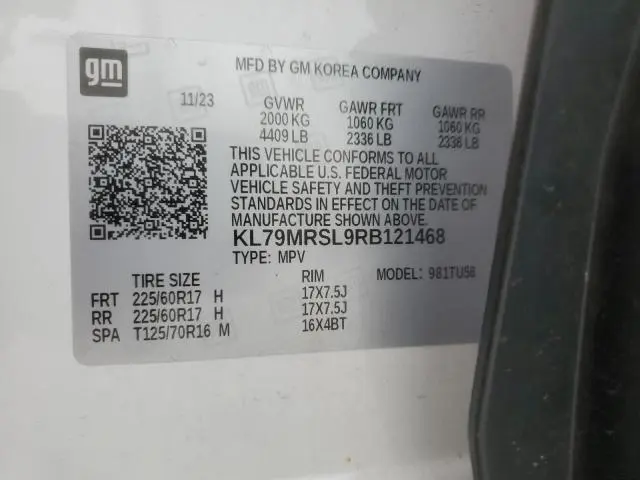 gm
MFD BY GM KOREA COMPANY
11/23 GVWR GAWR FRT GAWR RR
2000 KG 1060 KG 1060 KG
4409 LB 2336 LB 2336 LB
THIS VEHICLE CONFORMS TO ALL
APPLICABLE U.S. FEDERAL MOTOR
VEHICLE SAFETY AND THEFT PREVENTION
STANDARDS IN EFFECT ON THE DATE OF
MANUFACTURE SHOWN ABOVE.
KL79MRSL9RB121468
TYPE: MPV MODEL: 981TU58
TIRE SIZE RIM
FRT 225/60R17 H 17X7.5J
RR 225/60R17 H 17X7.5J
SPA T125/70R16 M 16X4BT